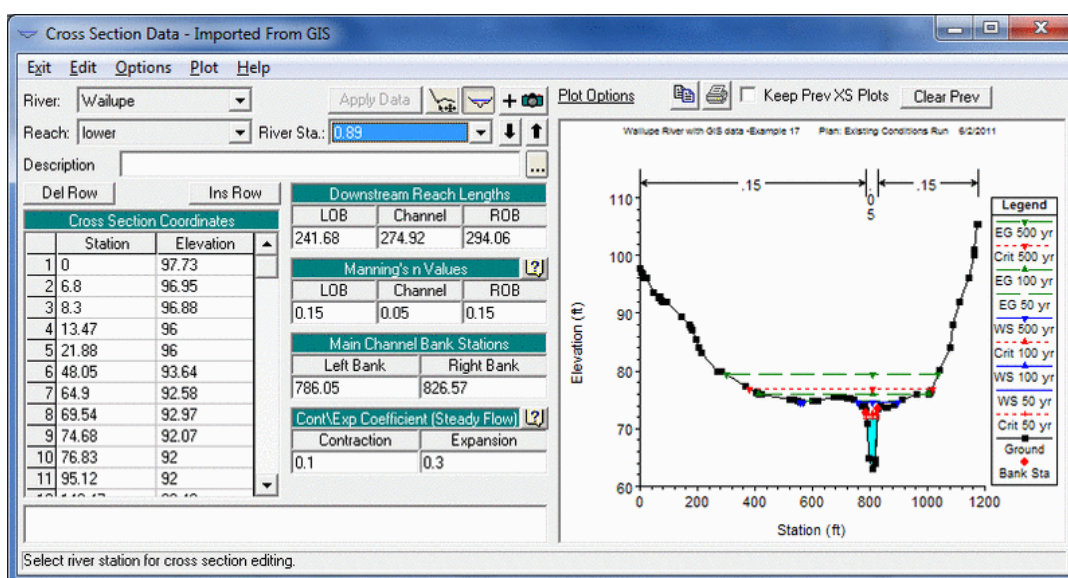 Cross Section Data - Imported From GIS
Exit Edit Options Plot Help
River: Wailupe Apply Data
Reach: lower River Sta.: 0.89
Description ...
Del Row Ins Row
Cross Section Coordinates
Station Elevation
1 0 97.73
2 6.8 96.95
3 8.3 96.88
4 13.47 96
5 21.88 96
6 48.05 93.64
7 64.9 92.58
8 69.54 92.97
9 74.68 92.07
10 76.83 92
11 95.12 92
Downstream Reach Lengths
LOB Channel ROB
241.68 274.92 294.06
Manning's n Values
LOB Channel ROB
0.15 0.05 0.15
Main Channel Bank Stations
Left Bank Right Bank
786.05 826.57
Cont\Exp Coefficient (Steady Flow)
Contraction Expansion
0.1 0.3
Select river station for cross section editing.
Plot Options Keep Prev XS Plots Clear Prev
Wailupe River with GIS data -Example 17 Plan: Existing Conditions Run 6/2/2011
.15 .05 .15
Elevation (ft)
110
100
90
80
70
60
0 200 400 600 800 1000 1200
Station (ft)
Legend
EG 500 yr
Crit 500 yr
EG 100 yr
EG 50 yr
WS 500 yr
Crit 100 yr
WS 100 yr
WS 50 yr
Crit 50 yr
Ground
Bank Sta